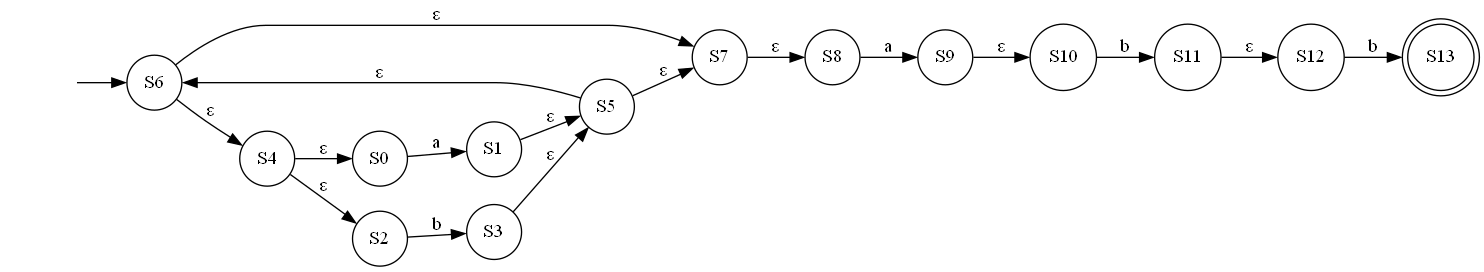 ε
S7 ε S8 a S9 ε S10 b S11 ε S12 b S13
S6 ε ε
S5
ε ε
S4 ε S0 a S1
ε ε
S2 b S3